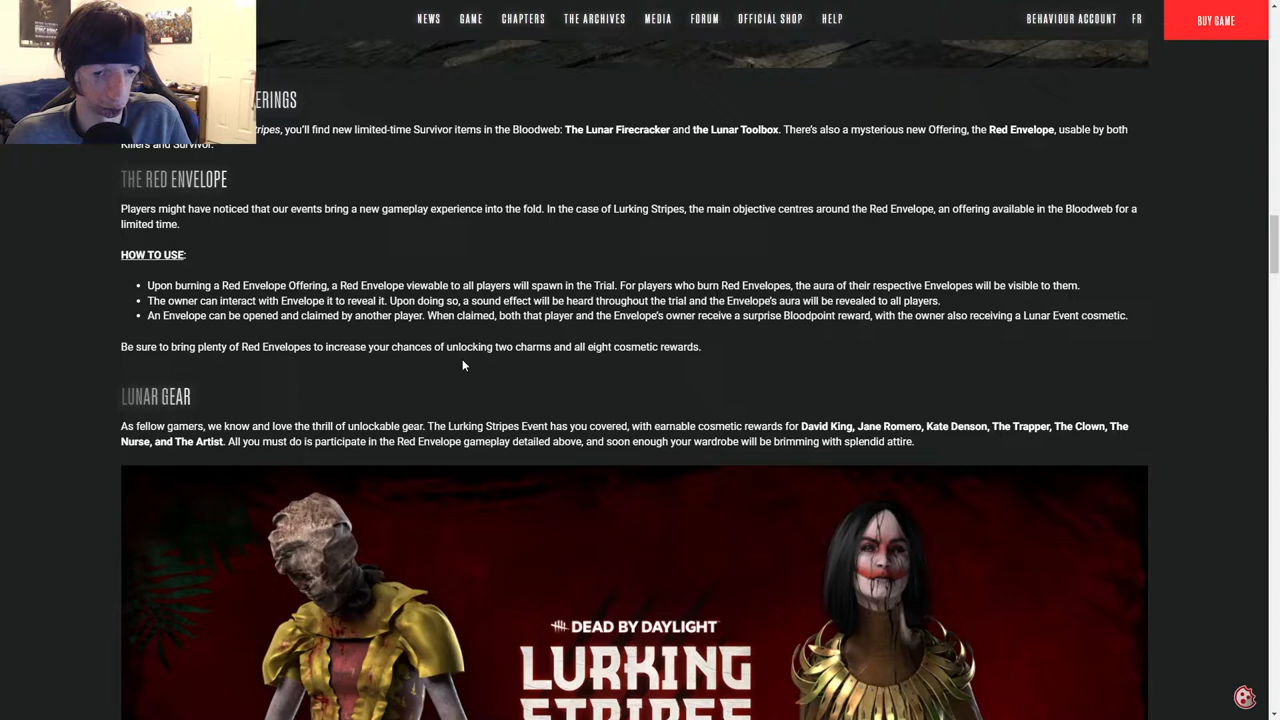 NEWS GAME CHAPTERS THE ARCHIVES MEDIA FORUM OFFICIAL SHOP HELP BEHAVIOUR ACCOUNT FR BUY GAME
ERINGS
tripes, you'll find new limited-time Survivor items in the Bloodweb: The Lunar Firecracker and the Lunar Toolbox. There's also a mysterious new Offering, the Red Envelope, usable by both
Killers and Survivor.
THE RED ENVELOPE
Players might have noticed that our events bring a new gameplay experience into the fold. In the case of Lurking Stripes, the main objective centres around the Red Envelope, an offering available in the Bloodweb for a
limited time.
HOW TO USE:
• Upon burning a Red Envelope Offering, a Red Envelope viewable to all players will spawn in the Trial. For players who burn Red Envelopes, the aura of their respective Envelopes will be visible to them.
• The owner can interact with Envelope it to reveal it. Upon doing so, a sound effect will be heard throughout the trial and the Envelope's aura will be revealed to all players.
• An Envelope can be opened and claimed by another player. When claimed, both that player and the Envelope's owner receive a surprise Bloodpoint reward, with the owner also receiving a Lunar Event cosmetic.
Be sure to bring plenty of Red Envelopes to increase your chances of unlocking two charms and all eight cosmetic rewards.
LUNAR GEAR
As fellow gamers, we know and love the thrill of unlockable gear. The Lurking Stripes Event has you covered, with earnable cosmetic rewards for David King, Jane Romero, Kate Denson, The Trapper, The Clown, The
Nurse, and The Artist. All you must do is participate in the Red Envelope gameplay detailed above, and soon enough your wardrobe will be brimming with splendid attire.
DEAD BY DAYLIGHT
LURKING
STRIPES